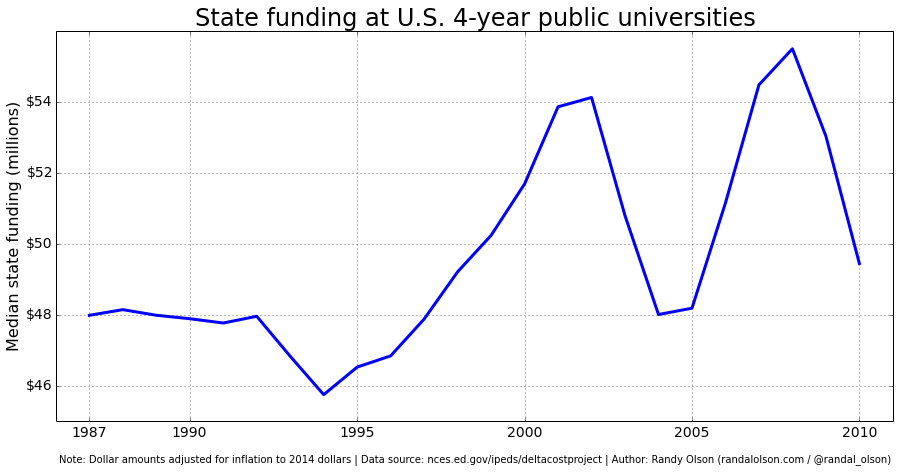 State funding at U.S. 4-year public universities
Median state funding (millions)
$54
$52
$50
$48
$46
1987 1990 1995 2000 2005 2010
Note: Dollar amounts adjusted for inflation to 2014 dollars | Data source: nces.ed.gov/ipeds/deltacostproject | Author: Randy Olson (randalolson.com / @randal_olson)